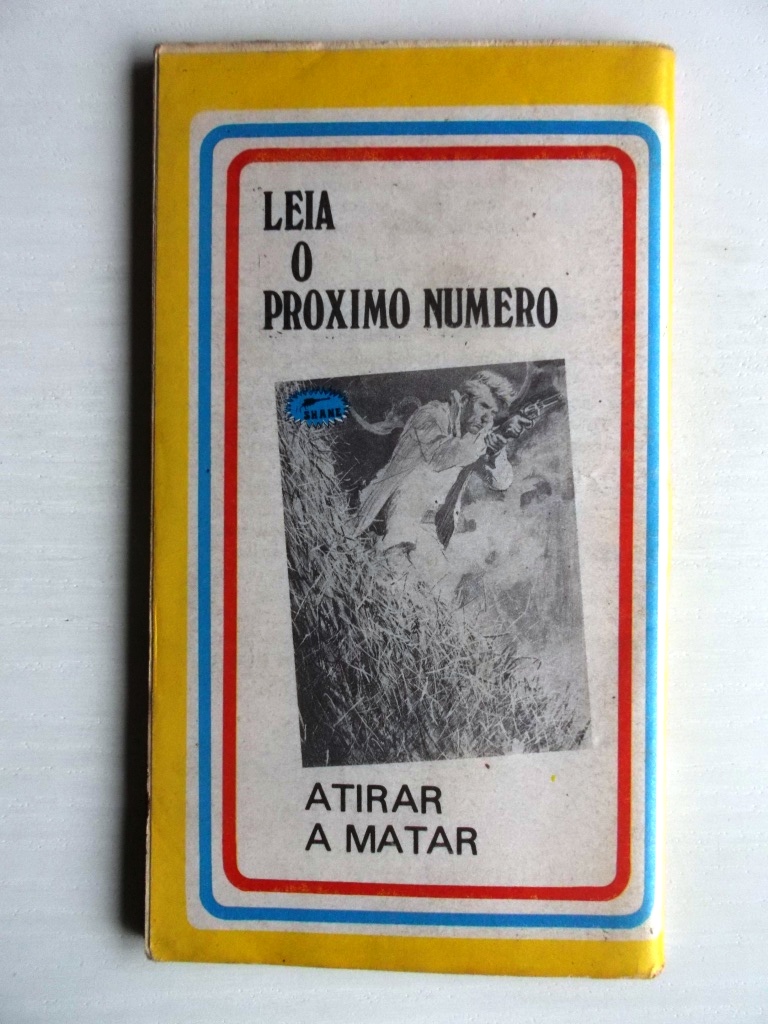 LEIA
O
PROXIMO NUMERO
SHANE
ATIRAR
A MATAR